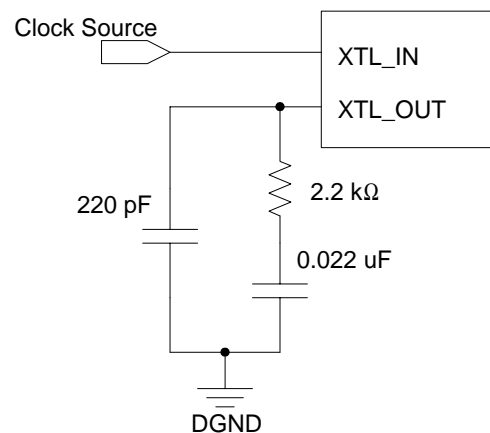 Clock Source
XTL_IN
XTL_OUT
220 pF
2.2 kΩ
0.022 uF
DGND